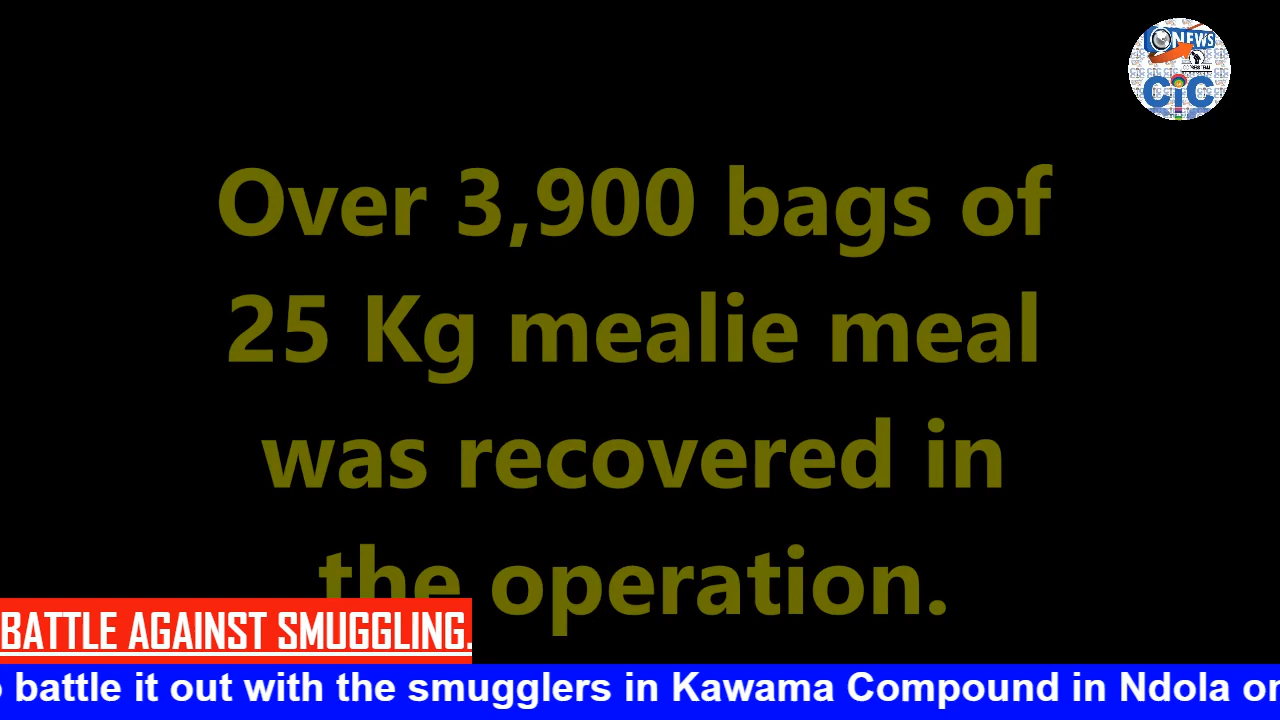 NEWS
CiC
Over 3,900 bags of
25 Kg mealie meal
was recovered in
the operation.
BATTLE AGAINST SMUGGLING.
battle it out with the smugglers in Kawama Compound in Ndola